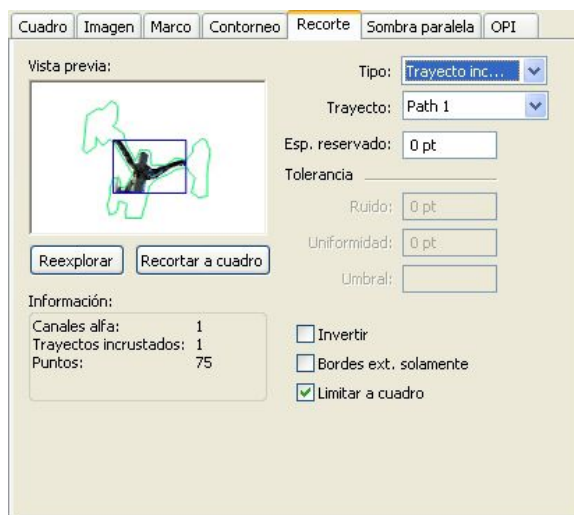 Cuadro Imagen Marco Contorneo Recorte Sombra paralela OPI
Vista previa:
Tipo: Trayecto inc...
Trayecto: Path 1
Esp. reservado: 0 pt
Tolerancia
Ruido: 0 pt
Uniformidad: 0 pt
Umbral:
Reexplorar Recortar a cuadro
Información:
Canales alfa: 1
Trayectos incrustados: 1
Puntos: 75
Invertir
Bordes ext. solamente
Limitar a cuadro